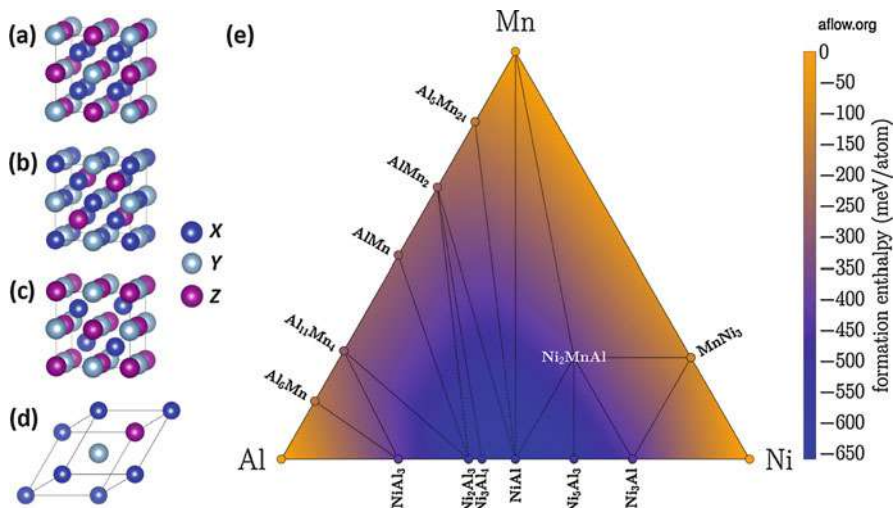 (a)
(b)
(c)
(d)
X
Y
Z
(e)
Mn
Al₅Mn₂₄
AlMn₂
AlMn
Al₁₁Mn₄
Al₆Mn
Ni₂MnAl
MnNi₃
Al
Ni
NiAl₃
Ni₂Al₃
Ni₃Al₄
NiAl
Ni₅Al₃
Ni₃Al
aflow.org
0
−50
−100
−150
−200
−250
−300
−350
−400
−450
−500
−550
−600
−650
formation enthalpy (meV/atom)